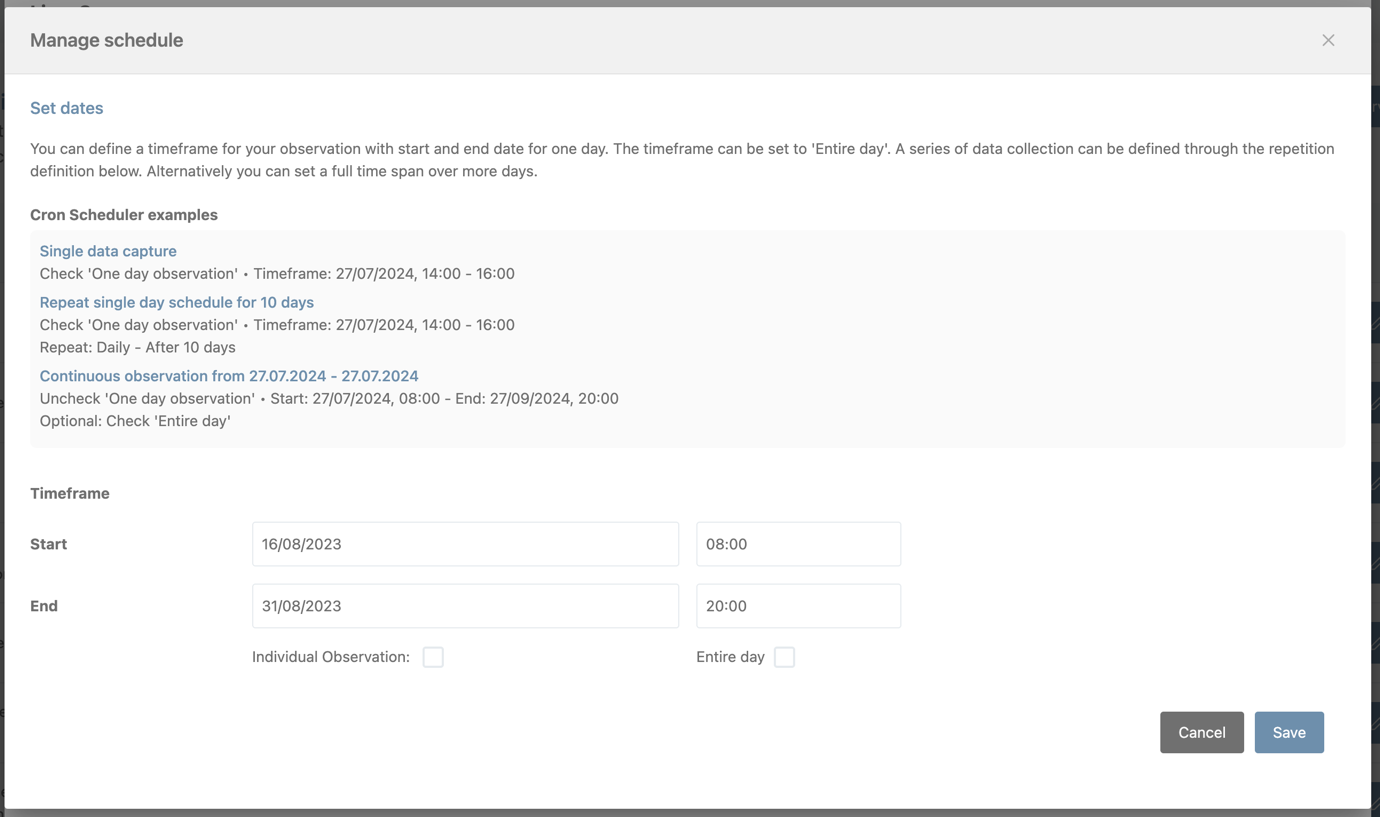 Manage schedule
Set dates
You can define a timeframe for your observation with start and end date for one day. The timeframe can be set to 'Entire day'. A series of data collection can be defined through the repetition
definition below. Alternatively you can set a full time span over more days.
Cron Scheduler examples
Single data capture
Check 'One day observation' • Timeframe: 27/07/2024, 14:00 - 16:00
Repeat single day schedule for 10 days
Check 'One day observation' • Timeframe: 27/07/2024, 14:00 - 16:00
Repeat: Daily - After 10 days
Continuous observation from 27.07.2024 - 27.07.2024
Uncheck 'One day observation' • Start: 27/07/2024, 08:00 - End: 27/09/2024, 20:00
Optional: Check 'Entire day'
Timeframe
Start 16/08/2023 08:00
End 31/08/2023 20:00
Individual Observation: Entire day
Cancel Save